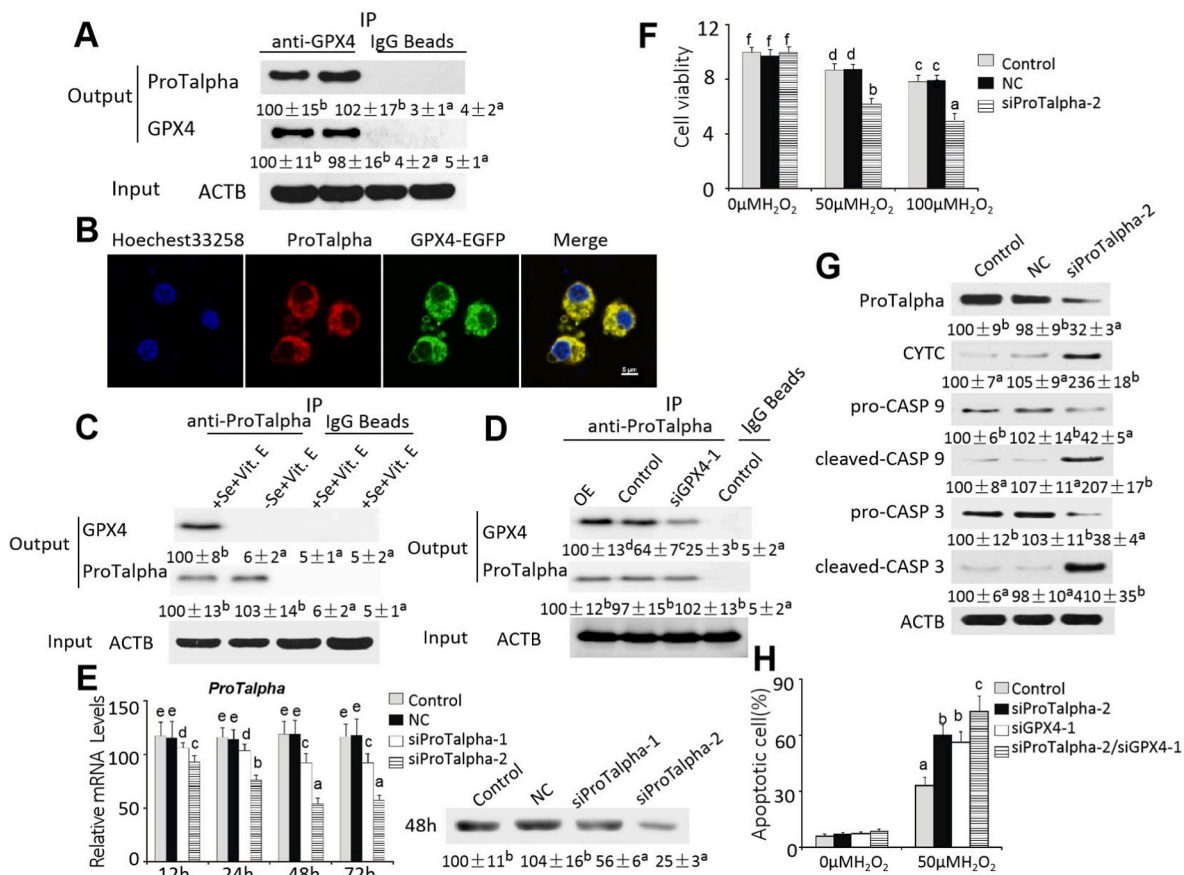 A
IP
anti-GPX4 IgG Beads
Output
ProTalpha
100±15b 102±17b 3±1a 4±2a
GPX4
100±11b 98±16b 4±2a 5±1a
Input ACTB
B
Hoechest33258 ProTalpha GPX4-EGFP Merge
5 μm
C
IP
anti-ProTalpha IgG Beads
+Se+Vit. E -Se+Vit. E +Se+Vit. E +Se+Vit. E
Output
GPX4
100±8b 6±2a 5±1a 5±2a
ProTalpha
100±13b 103±14b 6±2a 5±1a
Input ACTB
D
IP
anti-ProTalpha IgG Beads
OE Control siGPX4-1 Control
Output
GPX4
100±13d 64±7c 25±3b 5±2a
ProTalpha
100±12b 97±15b 102±13b 5±2a
Input ACTB
E
ProTalpha
Relative mRNA Levels
150
100
50
0
e e d c
e e d b
e e c a
e e c a
12h 24h 48h 72h
Control
NC
siProTalpha-1
siProTalpha-2
Control NC siProTalpha-1 siProTalpha-2
48h
100±11b 104±16b 56±6a 25±3a
F
Cell viablity
12
8
4
0
f f f
d d b
c c a
0μMH2O2 50μMH2O2 100μMH2O2
Control
NC
siProTalpha-2
G
Control NC siProTalpha-2
ProTalpha
100±9b 98±9b 32±3a
CYTC
100±7a 105±9a 236±18b
pro-CASP 9
100±6b 102±14b 42±5a
cleaved-CASP 9
100±8a 107±11a 207±17b
pro-CASP 3
100±12b 103±11b 38±4a
cleaved-CASP 3
100±6a 98±10a 410±35b
ACTB
H
Apoptotic cell(%)
90
60
30
0
a b b c
0μMH2O2 50μMH2O2
Control
siProTalpha-2
siGPX4-1
siProTalpha-2/siGPX4-1